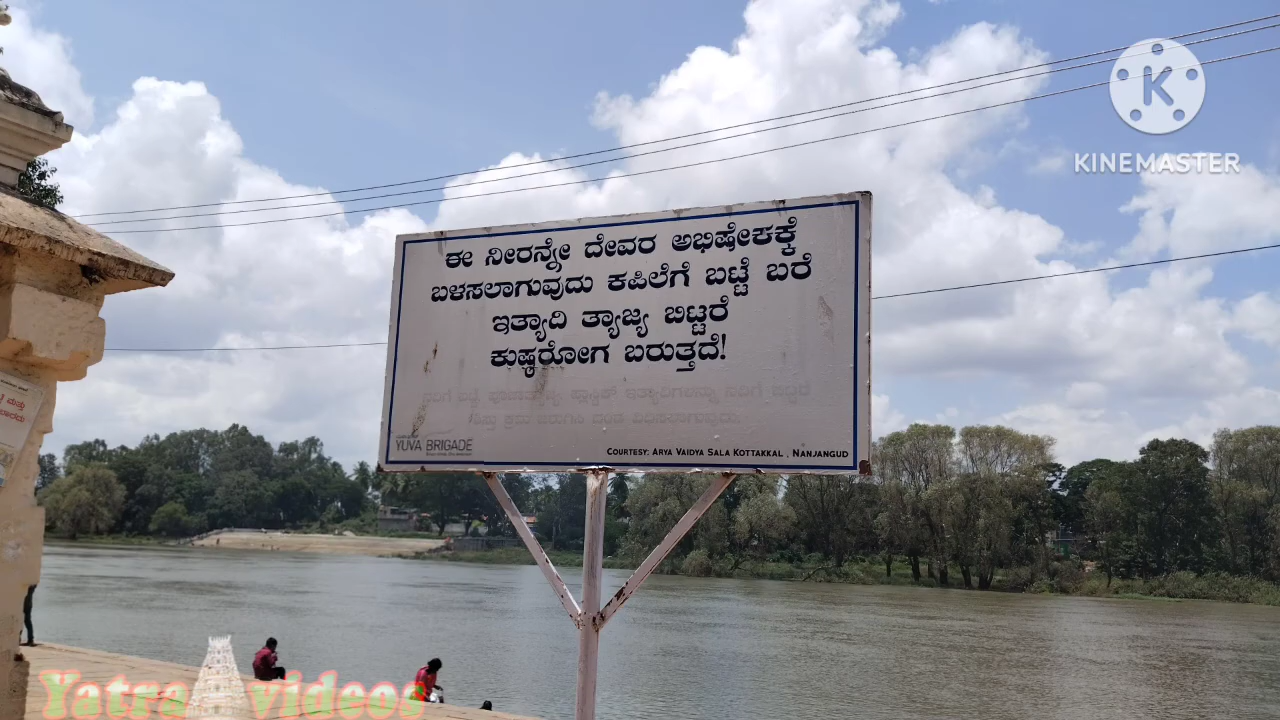 K
KINEMASTER
ಈ ನೀರನ್ನೇ ದೇವರ ಅಭಿಷೇಕಕ್ಕೆ
ಬಳಸಲಾಗುವುದು ಕಪಿಲೆಗೆ ಬಟ್ಟೆ ಬರೆ
ಇತ್ಯಾದಿ ತ್ಯಾಜ್ಯ ಬಿಟ್ಟರೆ
ಕುಷ್ಠರೋಗ ಬರುತ್ತದೆ!
YUVA BRIGADE
COURTESY: ARYA VAIDYA SALA KOTTAKKAL , NANJANGUD
Yatra videos